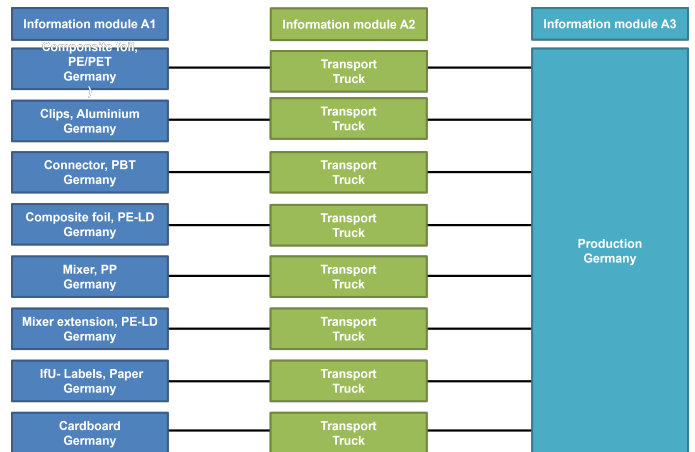 Information module A1
Information module A2
Information module A3
Componsite foil,
PE/PET
Germany
)
Transport
Truck
Clips, Aluminium
Germany
Transport
Truck
Connector, PBT
Germany
Transport
Truck
Composite foil, PE-LD
Germany
Transport
Truck
Production
Germany
Mixer, PP
Germany
Transport
Truck
Mixer extension, PE-LD
Germany
Transport
Truck
IfU- Labels, Paper
Germany
Transport
Truck
Cardboard
Germany
Transport
Truck